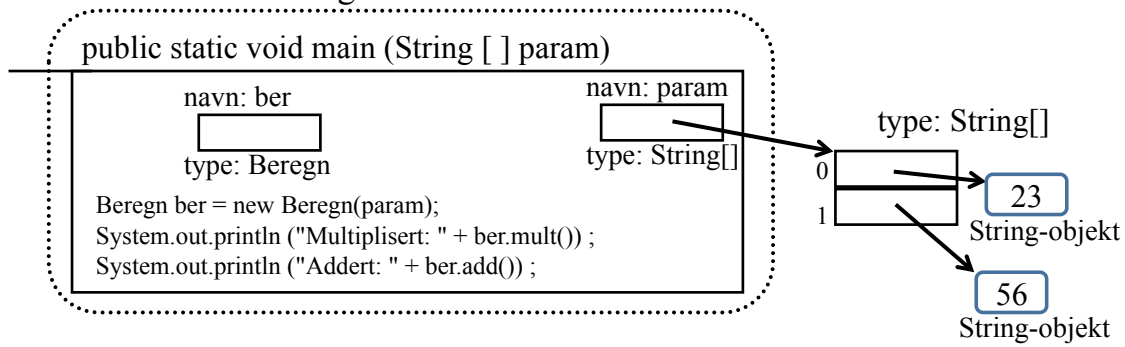 public static void main (String [ ] param)
navn: ber
navn: param
type: Beregn
type: String[]
type: String[]
0
1
23
String-objekt
56
String-objekt
Beregn ber = new Beregn(param);
System.out.println ("Multiplisert: " + ber.mult()) ;
System.out.println ("Addert: " + ber.add()) ;